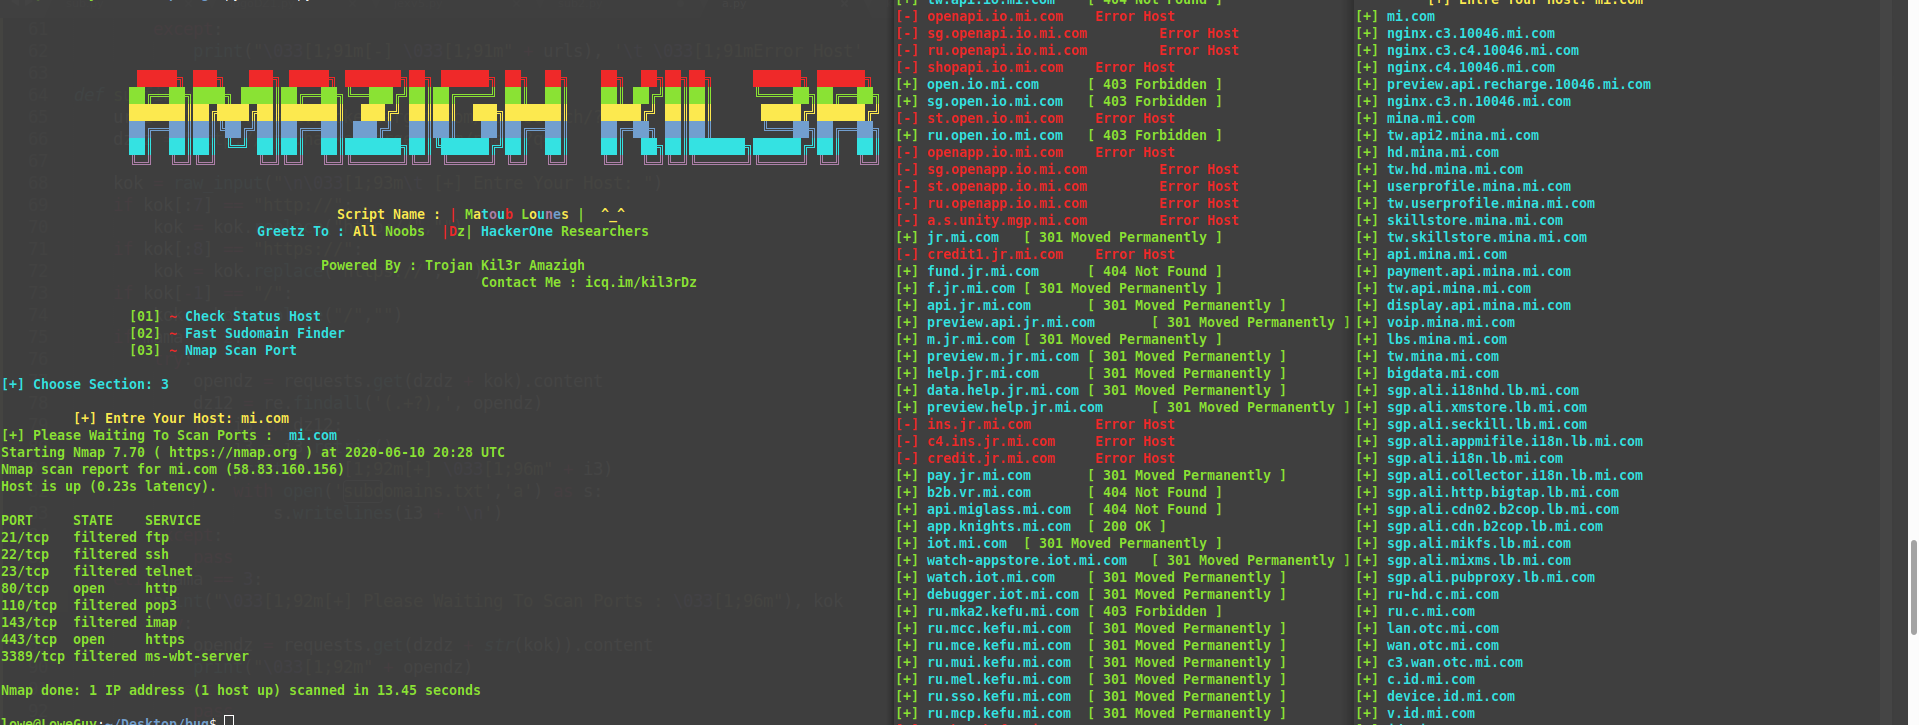 AMAZIGH KIL3R
Script Name : | Matoub Lounes | ^_^
Greetz To : All Noobs |Dz| HackerOne Researchers
Powered By : Trojan Kil3r Amazigh
Contact Me : icq.im/kil3rDz
[01] ~ Check Status Host
[02] ~ Fast Sudomain Finder
[03] ~ Nmap Scan Port
[+] Choose Section: 3
[+] Entre Your Host: mi.com
[+] Please Waiting To Scan Ports : mi.com
Starting Nmap 7.70 ( https://nmap.org ) at 2020-06-10 20:28 UTC
Nmap scan report for mi.com (58.83.160.156)
Host is up (0.23s latency).
PORT STATE SERVICE
21/tcp filtered ftp
22/tcp filtered ssh
23/tcp filtered telnet
80/tcp open http
110/tcp filtered pop3
143/tcp filtered imap
443/tcp open https
3389/tcp filtered ms-wbt-server
Nmap done: 1 IP address (1 host up) scanned in 13.45 seconds
lowe@LoweGuy:~/Desktop/bug$
[+] tw.api.io.mi.com [ 404 Not Found ]
[-] openapi.io.mi.com Error Host
[-] sg.openapi.io.mi.com Error Host
[-] ru.openapi.io.mi.com Error Host
[-] shopapi.io.mi.com Error Host
[+] open.io.mi.com [ 403 Forbidden ]
[+] sg.open.io.mi.com [ 403 Forbidden ]
[-] st.open.io.mi.com Error Host
[+] ru.open.io.mi.com [ 403 Forbidden ]
[-] openapp.io.mi.com Error Host
[-] sg.openapp.io.mi.com Error Host
[-] st.openapp.io.mi.com Error Host
[-] ru.openapp.io.mi.com Error Host
[-] a.s.unity.mgp.mi.com Error Host
[+] jr.mi.com [ 301 Moved Permanently ]
[-] credit1.jr.mi.com Error Host
[+] fund.jr.mi.com [ 404 Not Found ]
[+] f.jr.mi.com [ 301 Moved Permanently ]
[+] api.jr.mi.com [ 301 Moved Permanently ]
[+] preview.api.jr.mi.com [ 301 Moved Permanently ]
[+] m.jr.mi.com [ 301 Moved Permanently ]
[+] preview.m.jr.mi.com [ 301 Moved Permanently ]
[+] help.jr.mi.com [ 301 Moved Permanently ]
[+] data.help.jr.mi.com [ 301 Moved Permanently ]
[+] preview.help.jr.mi.com [ 301 Moved Permanently ]
[-] ins.jr.mi.com Error Host
[-] c4.ins.jr.mi.com Error Host
[-] credit.jr.mi.com Error Host
[+] pay.jr.mi.com [ 301 Moved Permanently ]
[+] b2b.vr.mi.com [ 404 Not Found ]
[+] api.miglass.mi.com [ 404 Not Found ]
[+] app.knights.mi.com [ 200 OK ]
[+] iot.mi.com [ 301 Moved Permanently ]
[+] watch-appstore.iot.mi.com [ 301 Moved Permanently ]
[+] watch.iot.mi.com [ 301 Moved Permanently ]
[+] debugger.iot.mi.com [ 301 Moved Permanently ]
[+] ru.mka2.kefu.mi.com [ 403 Forbidden ]
[+] ru.mcc.kefu.mi.com [ 301 Moved Permanently ]
[+] ru.mce.kefu.mi.com [ 301 Moved Permanently ]
[+] ru.mui.kefu.mi.com [ 301 Moved Permanently ]
[+] ru.mel.kefu.mi.com [ 301 Moved Permanently ]
[+] ru.sso.kefu.mi.com [ 301 Moved Permanently ]
[+] ru.mcp.kefu.mi.com [ 301 Moved Permanently ]
[+] Entre Your Host: mi.com
[+] mi.com
[+] nginx.c3.10046.mi.com
[+] nginx.c3.c4.10046.mi.com
[+] nginx.c4.10046.mi.com
[+] preview.api.recharge.10046.mi.com
[+] nginx.c3.n.10046.mi.com
[+] mina.mi.com
[+] tw.api2.mina.mi.com
[+] hd.mina.mi.com
[+] tw.hd.mina.mi.com
[+] userprofile.mina.mi.com
[+] tw.userprofile.mina.mi.com
[+] skillstore.mina.mi.com
[+] tw.skillstore.mina.mi.com
[+] api.mina.mi.com
[+] payment.api.mina.mi.com
[+] tw.api.mina.mi.com
[+] display.api.mina.mi.com
[+] voip.mina.mi.com
[+] lbs.mina.mi.com
[+] tw.mina.mi.com
[+] bigdata.mi.com
[+] sgp.ali.i18nhd.lb.mi.com
[+] sgp.ali.xmstore.lb.mi.com
[+] sgp.ali.seckill.lb.mi.com
[+] sgp.ali.appmifile.i18n.lb.mi.com
[+] sgp.ali.i18n.lb.mi.com
[+] sgp.ali.collector.i18n.lb.mi.com
[+] sgp.ali.http.bigtap.lb.mi.com
[+] sgp.ali.cdn02.b2cop.lb.mi.com
[+] sgp.ali.cdn.b2cop.lb.mi.com
[+] sgp.ali.mikfs.lb.mi.com
[+] sgp.ali.mixms.lb.mi.com
[+] sgp.ali.pubproxy.lb.mi.com
[+] ru-hd.c.mi.com
[+] ru.c.mi.com
[+] lan.otc.mi.com
[+] wan.otc.mi.com
[+] c3.wan.otc.mi.com
[+] c.id.mi.com
[+] device.id.mi.com
[+] v.id.mi.com